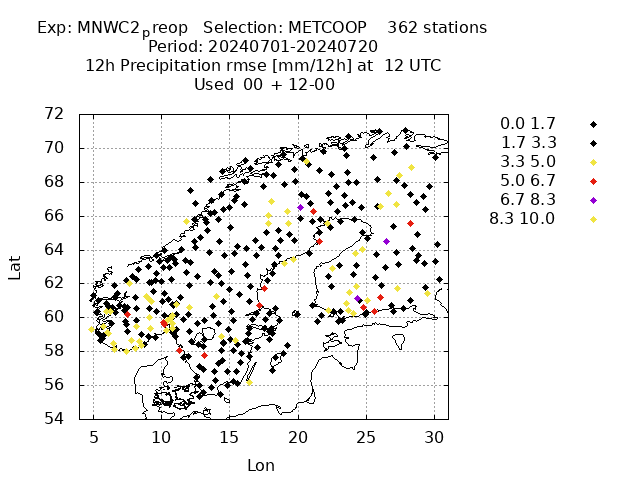 Exp: MNWC2preop Selection: METCOOP 362 stations
Period: 20240701-20240720
12h Precipitation rmse [mm/12h] at 12 UTC
Used 00 + 12-00
0.0 1.7
1.7 3.3
3.3 5.0
5.0 6.7
6.7 8.3
8.3 10.0
72
70
68
66
64
62
60
58
56
54
Lat
5 10 15 20 25 30
Lon